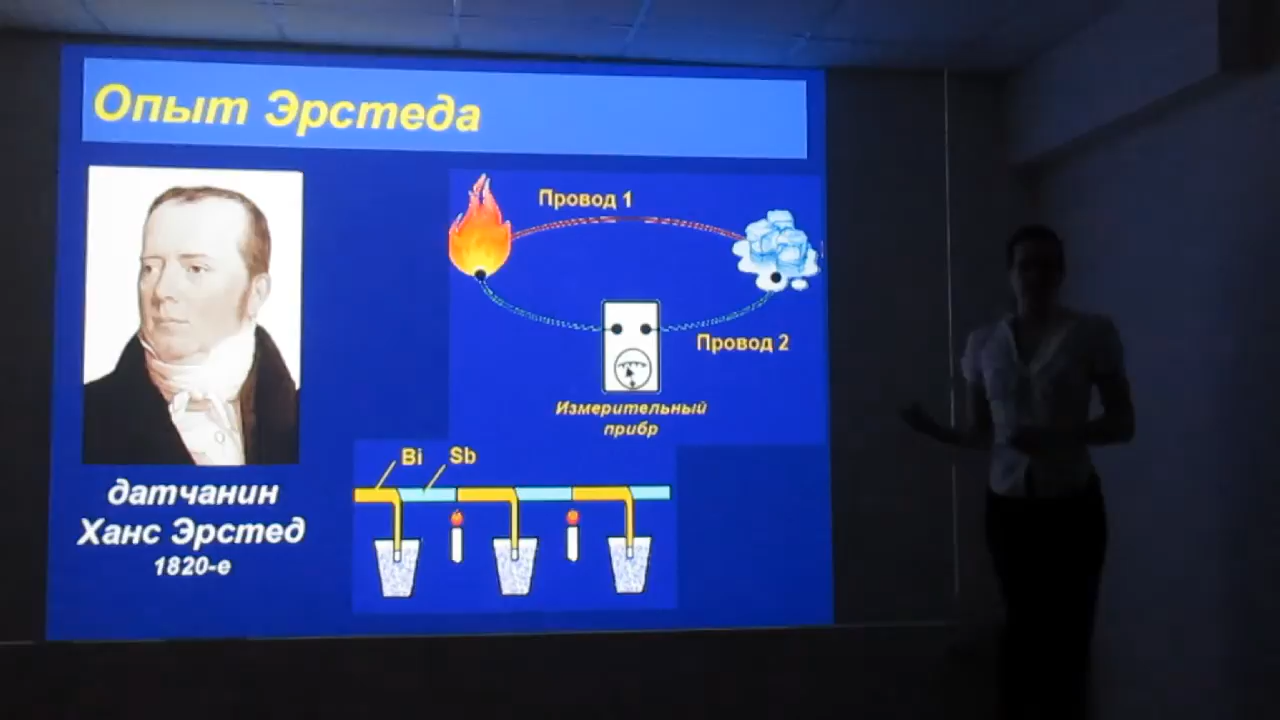 Опыт Эрстеда
Провод 1
Провод 2
Измерительный
прибр
Bi
Sb
датчанин
Ханс Эрстед
1820-е